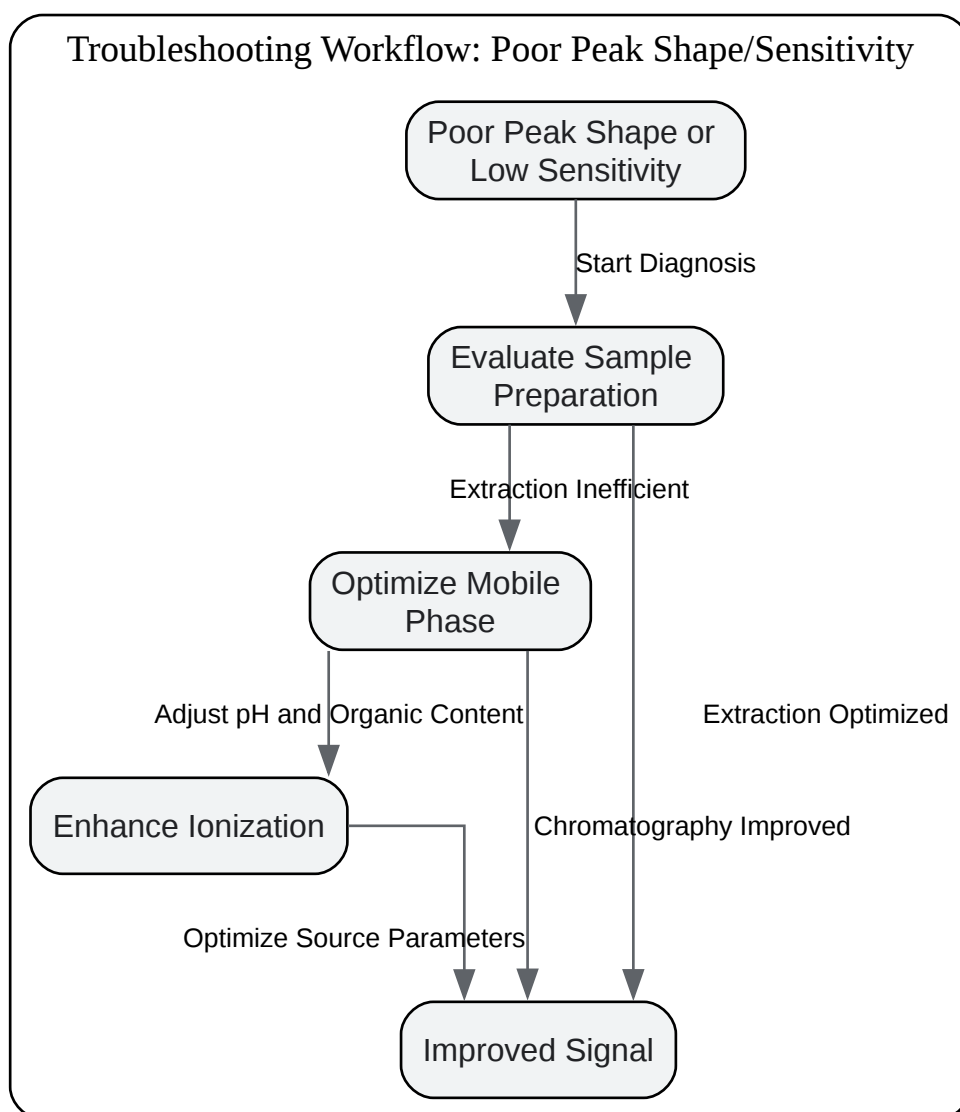 Troubleshooting Workflow: Poor Peak Shape/Sensitivity
Poor Peak Shape or
Low Sensitivity
Start Diagnosis
Evaluate Sample
Preparation
Extraction Inefficient
Optimize Mobile
Phase
Adjust pH and Organic Content
Extraction Optimized
Enhance Ionization
Chromatography Improved
Optimize Source Parameters
Improved Signal